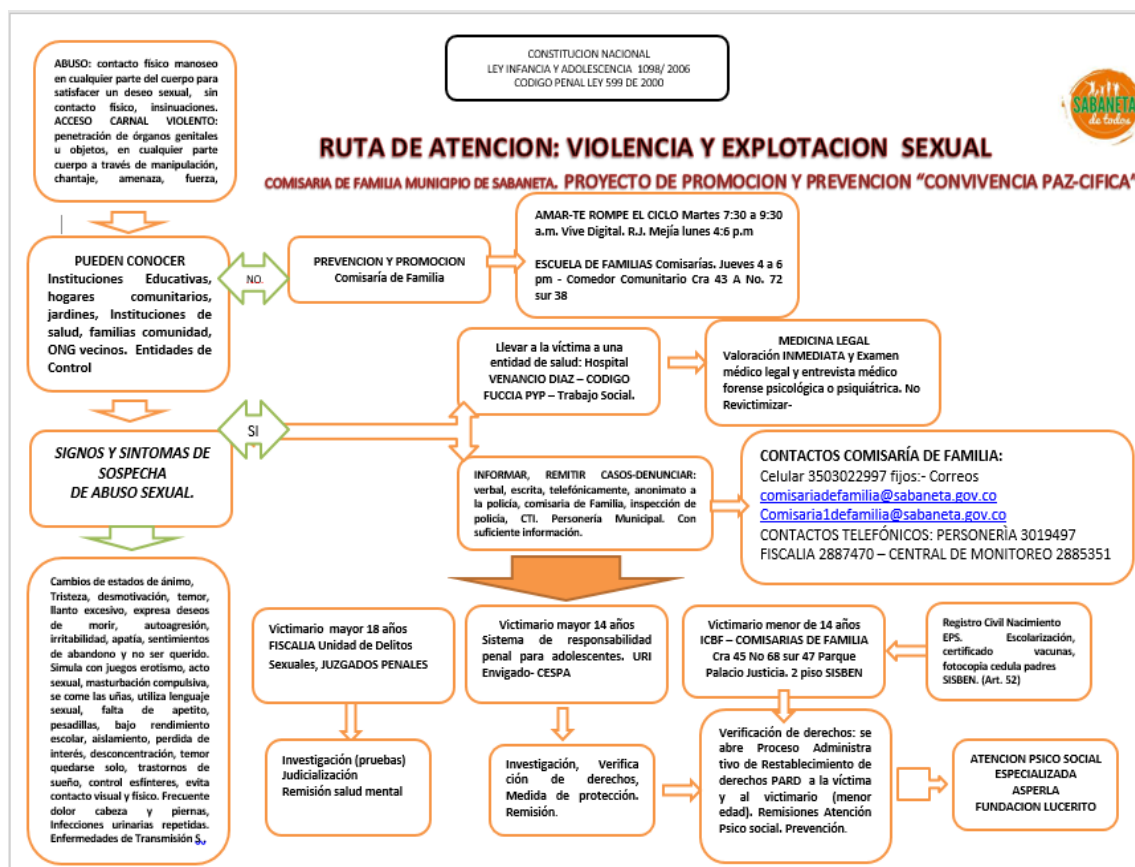 ABUSO: contacto físico manoseo
en cualquier parte del cuerpo para
satisfacer un deseo sexual, sin
contacto físico, insinuaciones.
ACCESO CARNAL VIOLENTO:
penetración de órganos genitales
u objetos, en cualquier parte
cuerpo a través de manipulación,
chantaje, amenaza, fuerza,
CONSTITUCION NACIONAL
LEY INFANCIA Y ADOLESCENCIA 1098/ 2006
CODIGO PENAL LEY 599 DE 2000
SABANETA
de todos
RUTA DE ATENCION: VIOLENCIA Y EXPLOTACION SEXUAL
COMISARIA DE FAMILIA MUNICIPIO DE SABANETA. PROYECTO DE PROMOCION Y PREVENCION “CONVIVENCIA PAZ-CIFICA”
PUEDEN CONOCER
Instituciones Educativas,
hogares comunitarios,
jardines, Instituciones de
salud, familias comunidad,
ONG vecinos. Entidades de
Control
NO.
PREVENCION Y PROMOCION
Comisaría de Familia
AMAR-TE ROMPE EL CICLO Martes 7:30 a 9:30
a.m. Vive Digital. R.J. Mejía lunes 4:6 p.m
ESCUELA DE FAMILIAS Comisarías. Jueves 4 a 6
pm - Comedor Comunitario Cra 43 A No. 72
sur 38
Llevar a la víctima a una
entidad de salud: Hospital
VENANCIO DIAZ – CODIGO
FUCCIA PYP – Trabajo Social.
MEDICINA LEGAL
Valoración INMEDIATA y Examen
médico legal y entrevista médico
forense psicológica o psiquiátrica. No
Revictimizar-
SI
SIGNOS Y SINTOMAS DE
SOSPECHA
DE ABUSO SEXUAL.
INFORMAR, REMITIR CASOS-DENUNCIAR:
verbal, escrita, telefónicamente, anonimato a
la policía, comisaria de Familia, inspección de
policía, CTI. Personería Municipal. Con
suficiente información.
CONTACTOS COMISARÍA DE FAMILIA:
Celular 3503022997 fijos:- Correos
comisariadefamilia@sabaneta.gov.co
Comisaria1defamilia@sabaneta.gov.co
CONTACTOS TELEFÓNICOS: PERSONERÌA 3019497
FISCALIA 2887470 – CENTRAL DE MONITOREO 2885351
Cambios de estados de ánimo,
Tristeza, desmotivación, temor,
llanto excesivo, expresa deseos
de morir, autoagresión,
irritabilidad, apatía, sentimientos
de abandono y no ser querido.
Simula con juegos erotismo, acto
sexual, masturbación compulsiva,
se come las uñas, utiliza lenguaje
sexual, falta de apetito,
pesadillas, bajo rendimiento
escolar, aislamiento, perdida de
interés, desconcentración, temor
quedarse solo, trastornos de
sueño, control esfínteres, evita
contacto visual y físico. Frecuente
dolor cabeza y piernas,
Infecciones urinarias repetidas.
Enfermedades de Transmisión S.,
Victimario mayor 18 años
FISCALIA Unidad de Delitos
Sexuales, JUZGADOS PENALES
Victimario mayor 14 años
Sistema de responsabilidad
penal para adolescentes. URI
Envigado- CESPA
Victimario menor de 14 años
ICBF – COMISARIAS DE FAMILIA
Cra 45 No 68 sur 47 Parque
Palacio Justicia. 2 piso SISBEN
Registro Civil Nacimiento
EPS. Escolarización,
certificado vacunas,
fotocopia cedula padres
SISBEN. (Art. 52)
Investigación (pruebas)
Judicialización
Remisión salud mental
Investigación, Verifica
ción de derechos,
Medida de protección.
Remisión.
Verificación de derechos: se
abre Proceso Administra
tivo de Restablecimiento de
derechos PARD a la víctima
y al victimario (menor
edad). Remisiones Atención
Psico social. Prevención.
ATENCION PSICO SOCIAL
ESPECIALIZADA
ASPERLA
FUNDACION LUCERITO